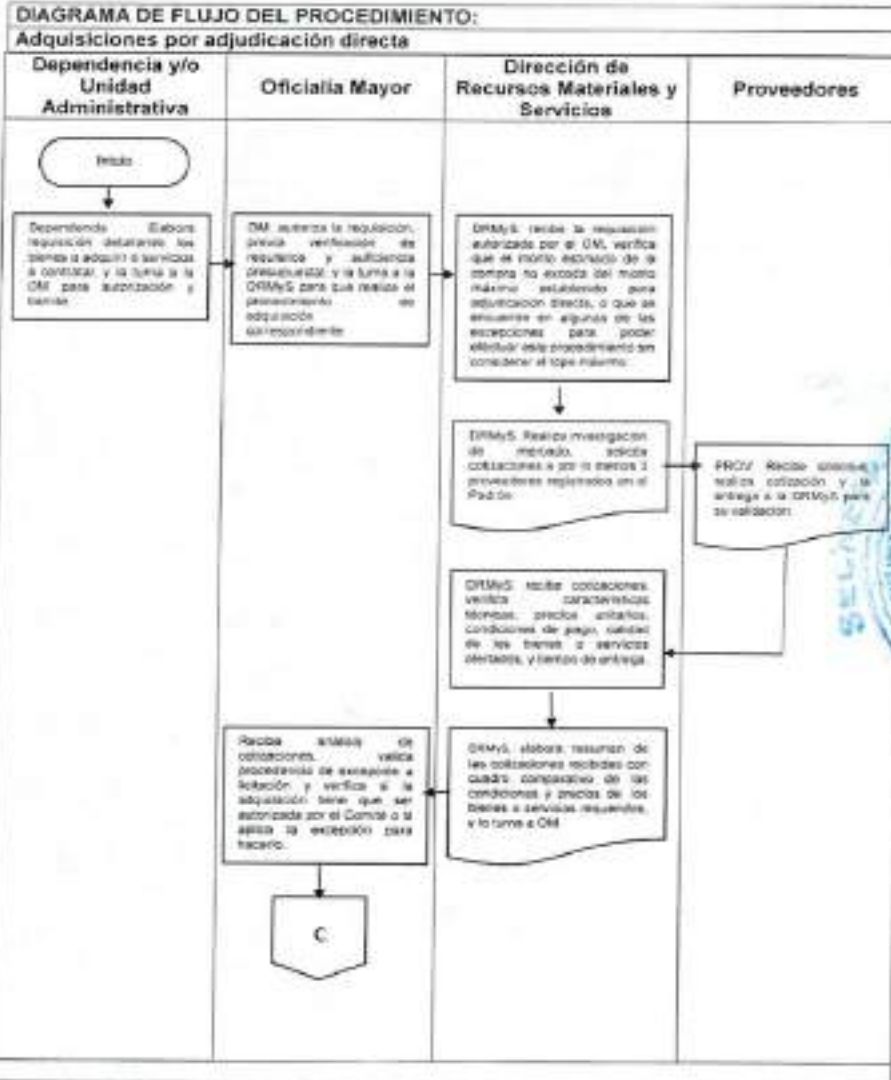 DIAGRAMA DE FLUJO DEL PROCEDIMIENTO:
Adquisiciones por adjudicación directa
Dependencia y/o
Unidad
Administrativa
Oficialía Mayor
Dirección de
Recursos Materiales y
Servicios
Proveedores
Inicio
Dependencia Elabora
requisición detallando los
bienes a adquirir o servicios
a contratar, y la turna a la
OM para autorización y
tramite
OM autoriza la requisición,
previa verificación de
requisitos y suficiencia
presupuestal, y la turna a la
DRMyS para que realice el
procedimiento de
adquisición
correspondiente
DRMyS recibe la requisición
autorizada por el OM, verifica
que el monto estimado de la
compra no exceda del monto
máximo establecido para
adjudicación directa, o que se
encuentre en algunas de las
excepciones para poder
efectuar este procedimiento sin
considerar el tope máximo.
DRMyS. Realiza investigación
de mercado, solicita
cotizaciones a por lo menos
proveedores registrados en el
Padrón
PROV Recibe
realiza cotización y la
entrega a la DRMyS para
su validación.
DRMyS recibe cotizaciones,
verifica características
técnicas, precios unitarios,
condiciones de pago, calidad
de los bienes o servicios
ofertados, y tiempo de entrega.
DRMyS, elabora resumen de
las cotizaciones recibidas con
cuadro comparativo de las
condiciones y precios de los
bienes o servicios requeridos,
y lo turna a OM
Recibe análisis de
cotizaciones, valida
procedencia de excepción a
licitación y verifica si la
adquisición tiene que ser
autorizada por el Comité o si
aplica la excepción para
hacerlo.
C